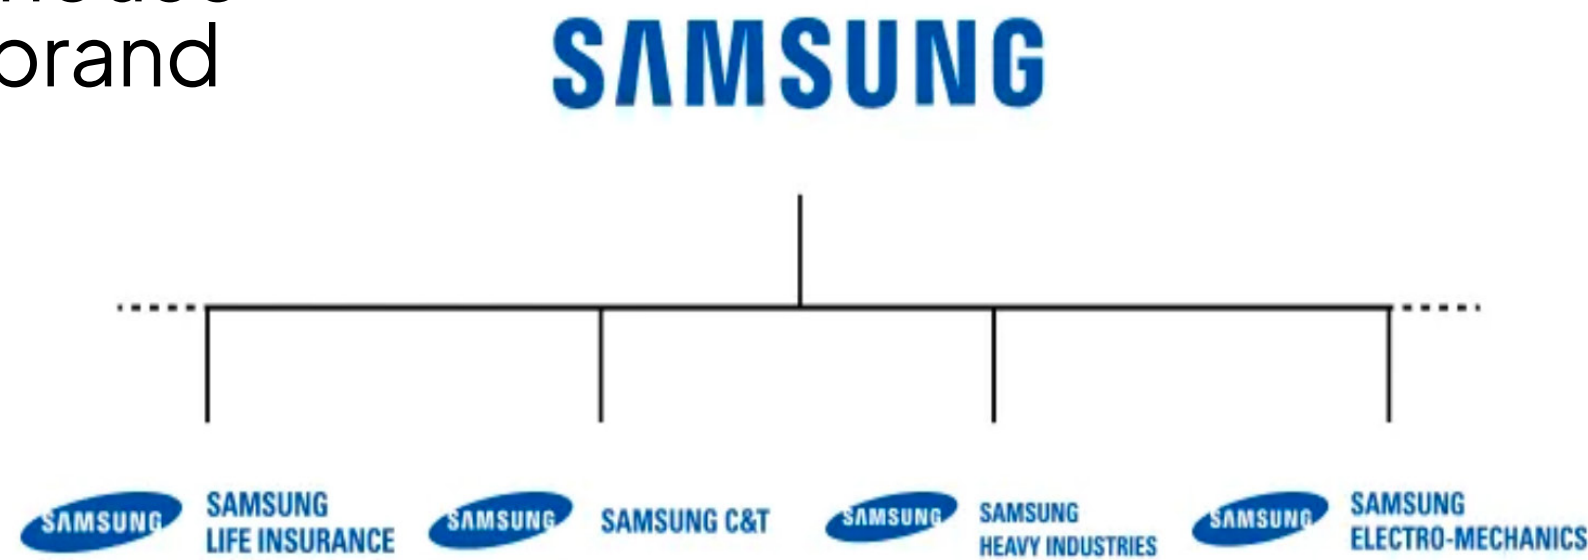 brand
SAMSUNG
SAMSUNG
SAMSUNG
LIFE INSURANCE
SAMSUNG
SAMSUNG C&T
SAMSUNG
SAMSUNG
HEAVY INDUSTRIES
SAMSUNG
SAMSUNG
ELECTRO-MECHANICS